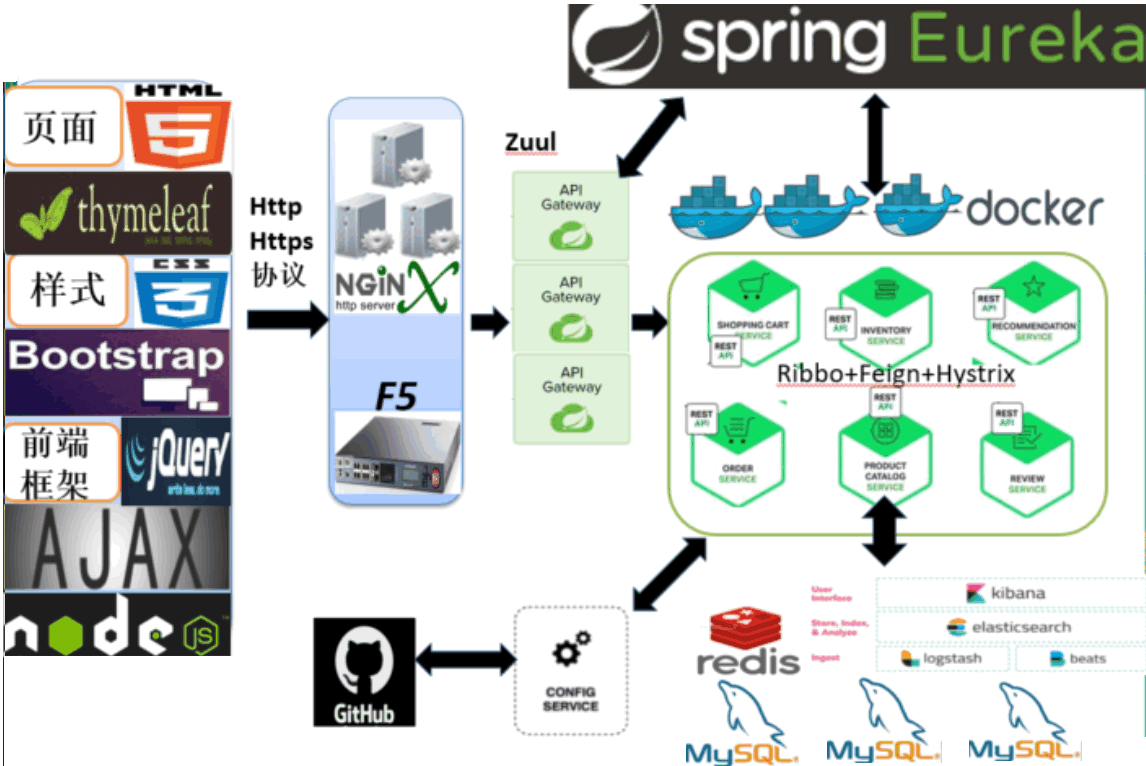 spring Eureka
HTML
5
页面
thymeleaf
样式
CSS
3
Bootstrap
前端
框架
jQuery
write less, do more.
AJAX
node
JS
Http
Https
协议
NGiNX
http server
F5
Zuul
API
Gateway
API
Gateway
API
Gateway
docker
SHOPPING CART
SERVICE
REST
API
INVENTORY
SERVICE
REST
API
RECOMMENDATION
SERVICE
REST
API
Ribbo+Feign+Hystrix
ORDER
SERVICE
REST
API
PRODUCT
CATALOG
SERVICE
REST
API
REVIEW
SERVICE
REST
API
GitHub
CONFIG
SERVICE
redis
User
Interface
kibana
Store, Index,
& Analyze
elasticsearch
Ingest
logstash
beats
MySQL®
MySQL.
MySQL®